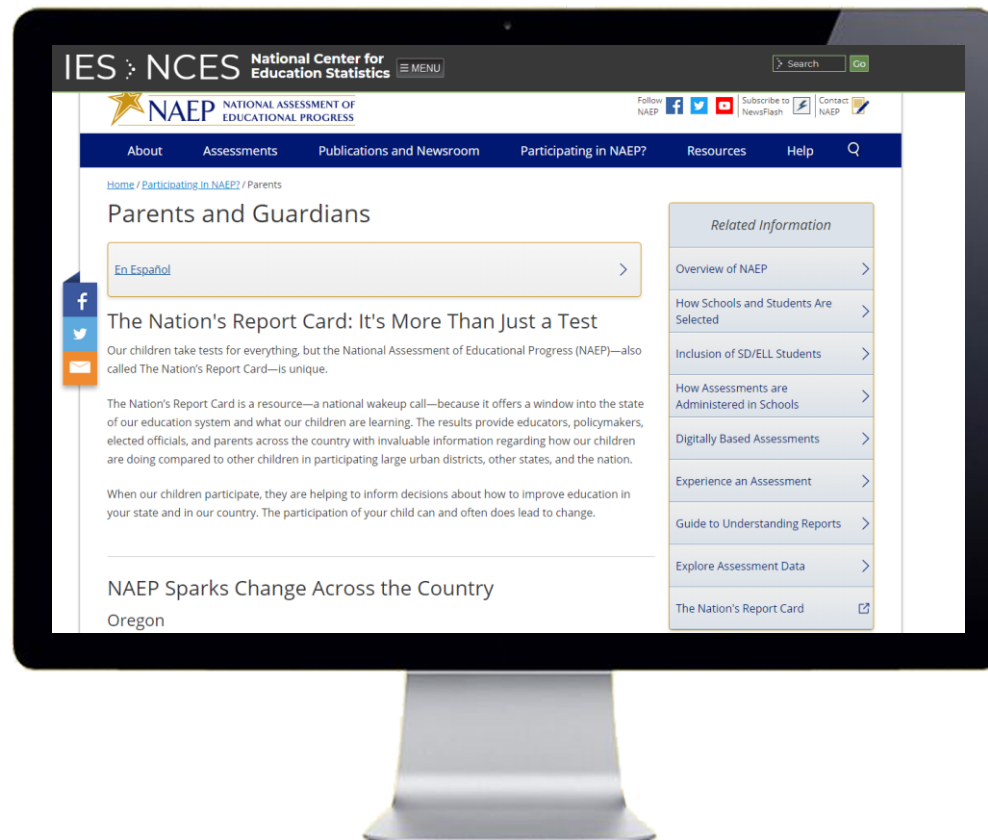 IES NCES National Center for
Education Statistics
MENU
Search
Go
NAEP NATIONAL ASSESSMENT OF
EDUCATIONAL PROGRESS
Follow
NAEP
Subscribe to
NewsFlash
Contact
NAEP
About Assessments Publications and Newsroom Participating in NAEP? Resources Help
Home / Participating In NAEP? / Parents
Parents and Guardians
En Español
The Nation's Report Card: It's More Than Just a Test
Our children take tests for everything, but the National Assessment of Educational Progress (NAEP)—also
called The Nation's Report Card—is unique.
The Nation's Report Card is a resource—a national wakeup call—because it offers a window into the state
of our education system and what our children are learning. The results provide educators, policymakers,
elected officials, and parents across the country with invaluable information regarding how our children
are doing compared to other children in participating large urban districts, other states, and the nation.
When our children participate, they are helping to inform decisions about how to improve education in
your state and in our country. The participation of your child can and often does lead to change.
NAEP Sparks Change Across the Country
Oregon
Related Information
Overview of NAEP
How Schools and Students Are
Selected
Inclusion of SD/ELL Students
How Assessments are
Administered in Schools
Digitally Based Assessments
Experience an Assessment
Guide to Understanding Reports
Explore Assessment Data
The Nation's Report Card